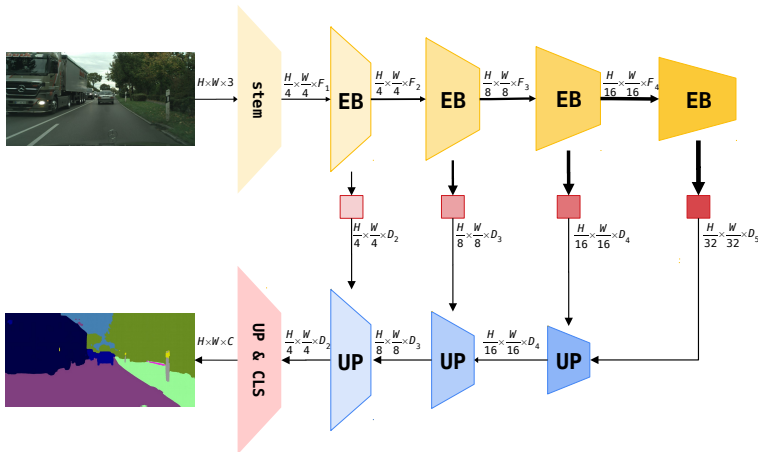 H×W×3
stem
H/4×W/4×F₁
EB
H/4×W/4×F₂
EB
H/8×W/8×F₃
EB
H/16×W/16×F₄
EB
H/4×W/4×D₂
H/8×W/8×D₃
H/16×W/16×D₄
H/32×W/32×D₅
H×W×C
UP & CLS
H/4×W/4×D₂
UP
H/8×W/8×D₃
UP
H/16×W/16×D₄
UP